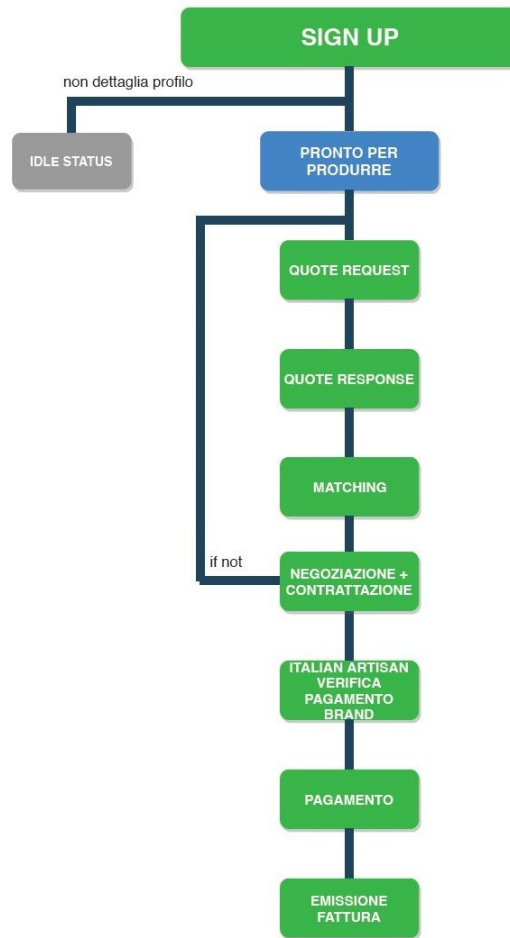 SIGN UP
non dettaglia profilo
IDLE STATUS
PRONTO PER
PRODURRE
QUOTE REQUEST
QUOTE RESPONSE
MATCHING
if not
NEGOZIAZIONE +
CONTRATTAZIONE
ITALIAN ARTISAN
VERIFICA
PAGAMENTO
BRAND
PAGAMENTO
EMISSIONE
FATTURA